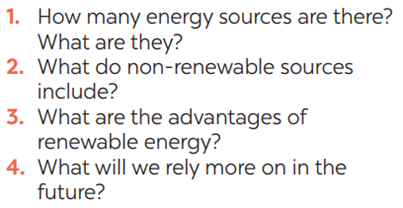 1. How many energy sources are there?
What are they?
2. What do non-renewable sources
include?
3. What are the advantages of
renewable energy?
4. What will we rely more on in the
future?